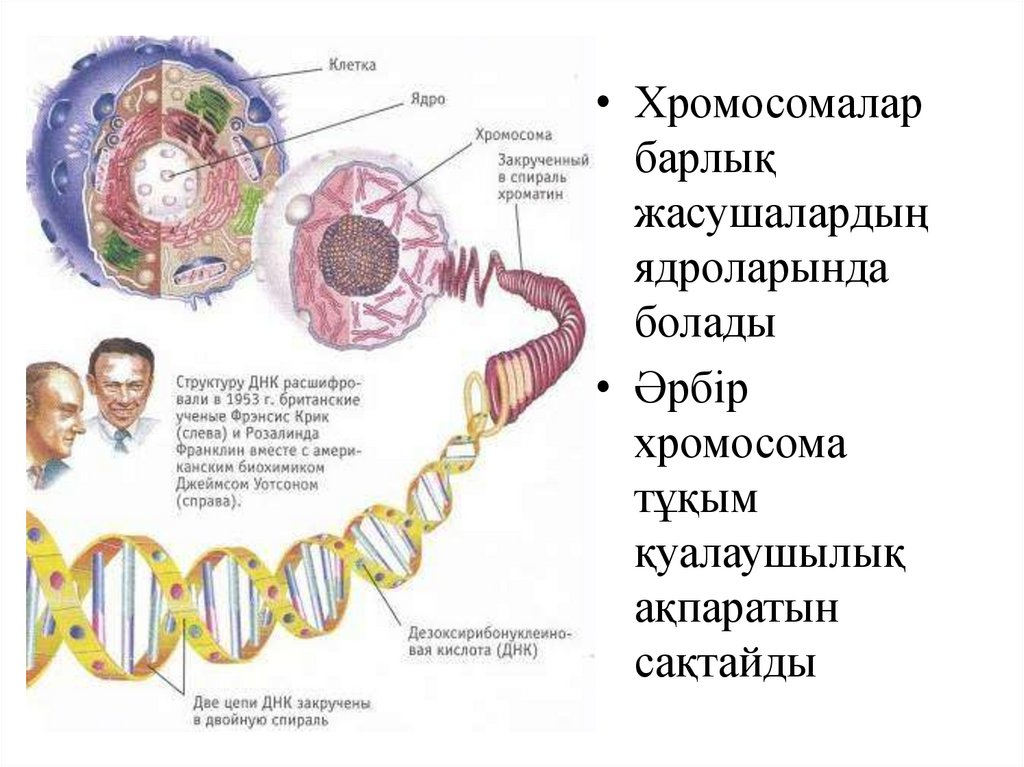 Клетка
Ядро
Хромосома
Закрученный
в спираль
хроматин
Структуру ДНК расшифро-
вали в 1953 г. британские
ученые Фрэнсис Крик
(слева) и Розалинда
Франклин вместе с амери-
канским биохимиком
Джеймсом Уотсоном
(справа).
Дезоксирибонуклеино-
вая кислота (ДНК)
Две цепи ДНК закручены
в двойную спираль
• Хромосомалар
барлық
жасушалардың
ядроларында
болады
• Әрбір
хромосома
тұқым
қуалаушылық
ақпаратын
сақтайды